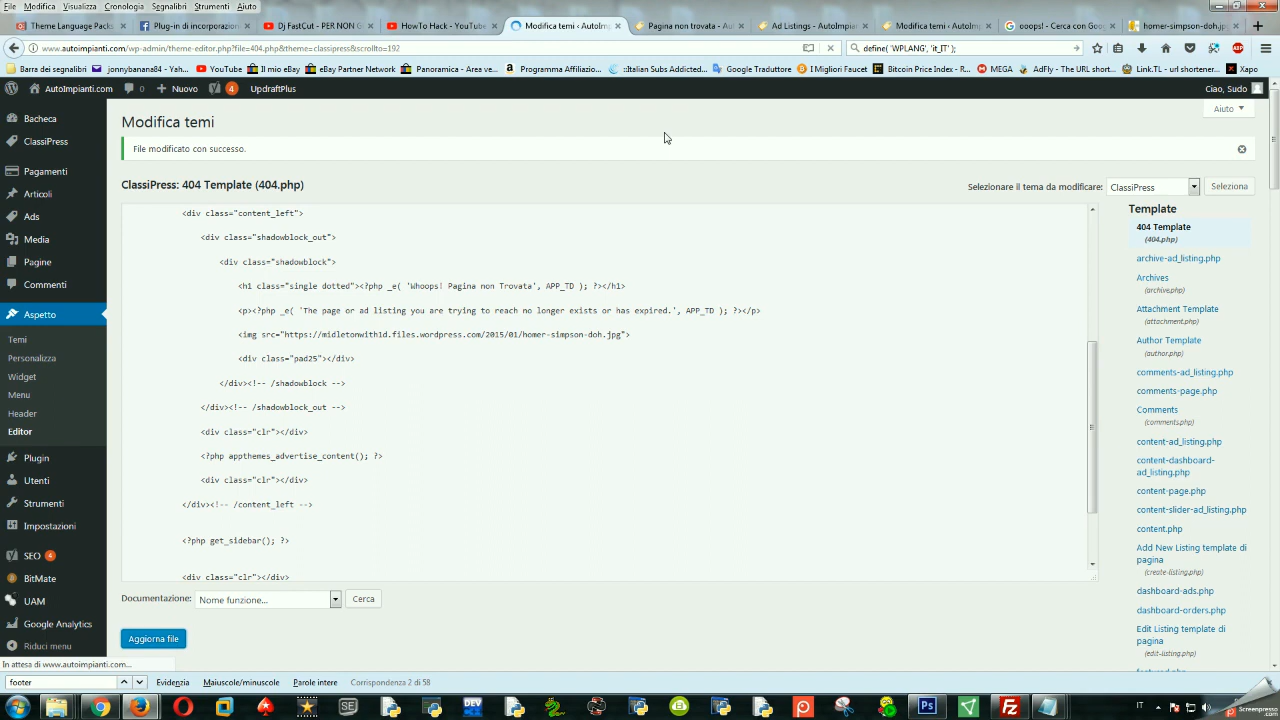 File Modifica Visualizza Cronologia Segnalibri Strumenti Aiuto
Theme Language Packs
Plug-in di incorporazion
Dj FastCut - PER NON G
HowTo Hack - YouTube
Modifica temi ‹ AutoImp
Pagina non trovata - Au
Ad Listings - AutoImpia
Modifica temi ‹ AutoIm
ooops! - Cerca con Goo
homer-simpson-doh.jp
www.autoimpianti.com/wp-admin/theme-editor.php?file=404.php&theme=classipress&scrollto=192
define( 'WPLANG', 'it_IT' );
Barra dei segnalibri
jonnybanana84 - Yah...
YouTube
Il mio eBay
eBay Partner Network
Panoramica - Area ve...
Programma Affiliazio...
::Italian Subs Addicted...
Google Traduttore
I Migliori Faucet
Bitcoin Price Index - R...
MEGA
AdFly - The URL short...
Link.TL - url shortener...
Xapo
AutoImpianti.com 0 Nuovo 4 UpdraftPlus Ciao, Sudo
Aiuto
Bacheca
ClassiPress
Pagamenti
Articoli
Ads
Media
Pagine
Commenti
Aspetto
Temi
Personalizza
Widget
Menu
Header
Editor
Plugin
Utenti
Strumenti
Impostazioni
SEO 4
BitMate
UAM
Google Analytics
Riduci menu
Modifica temi
File modificato con successo.
ClassiPress: 404 Template (404.php)
Selezionare il tema da modificare: ClassiPress Seleziona
<div class="content_left">
<div class="shadowblock_out">
<div class="shadowblock">
<h1 class="single dotted"><?php _e( 'Whoops! Pagina non Trovata', APP_TD ); ?></h1>
<p><?php _e( 'The page or ad listing you are trying to reach no longer exists or has expired.', APP_TD ); ?></p>
<img src="https://midletonwith1d.files.wordpress.com/2015/01/homer-simpson-doh.jpg">
<div class="pad25"></div>
</div><!-- /shadowblock -->
</div><!-- /shadowblock_out -->
<div class="clr"></div>
<?php appthemes_advertise_content(); ?>
<div class="clr"></div>
</div><!-- /content_left -->
<?php get_sidebar(); ?>
<div class="clr"></div>
Template
404 Template
(404.php)
archive-ad_listing.php
Archives
(archive.php)
Attachment Template
(attachment.php)
Author Template
(author.php)
comments-ad_listing.php
comments-page.php
Comments
(comments.php)
content-ad_listing.php
content-dashboard-
ad_listing.php
content-page.php
content-slider-ad_listing.php
content.php
Add New Listing template di
pagina
(create-listing.php)
dashboard-ads.php
dashboard-orders.php
Edit Listing template di
pagina
(edit-listing.php)
Documentazione: Nome funzione... Cerca
Aggiorna file
In attesa di www.autoimpianti.com...
footer Evidenzia Maiuscole/minuscole Parole intere Corrispondenza 2 di 58
IT
Screenpresso.com